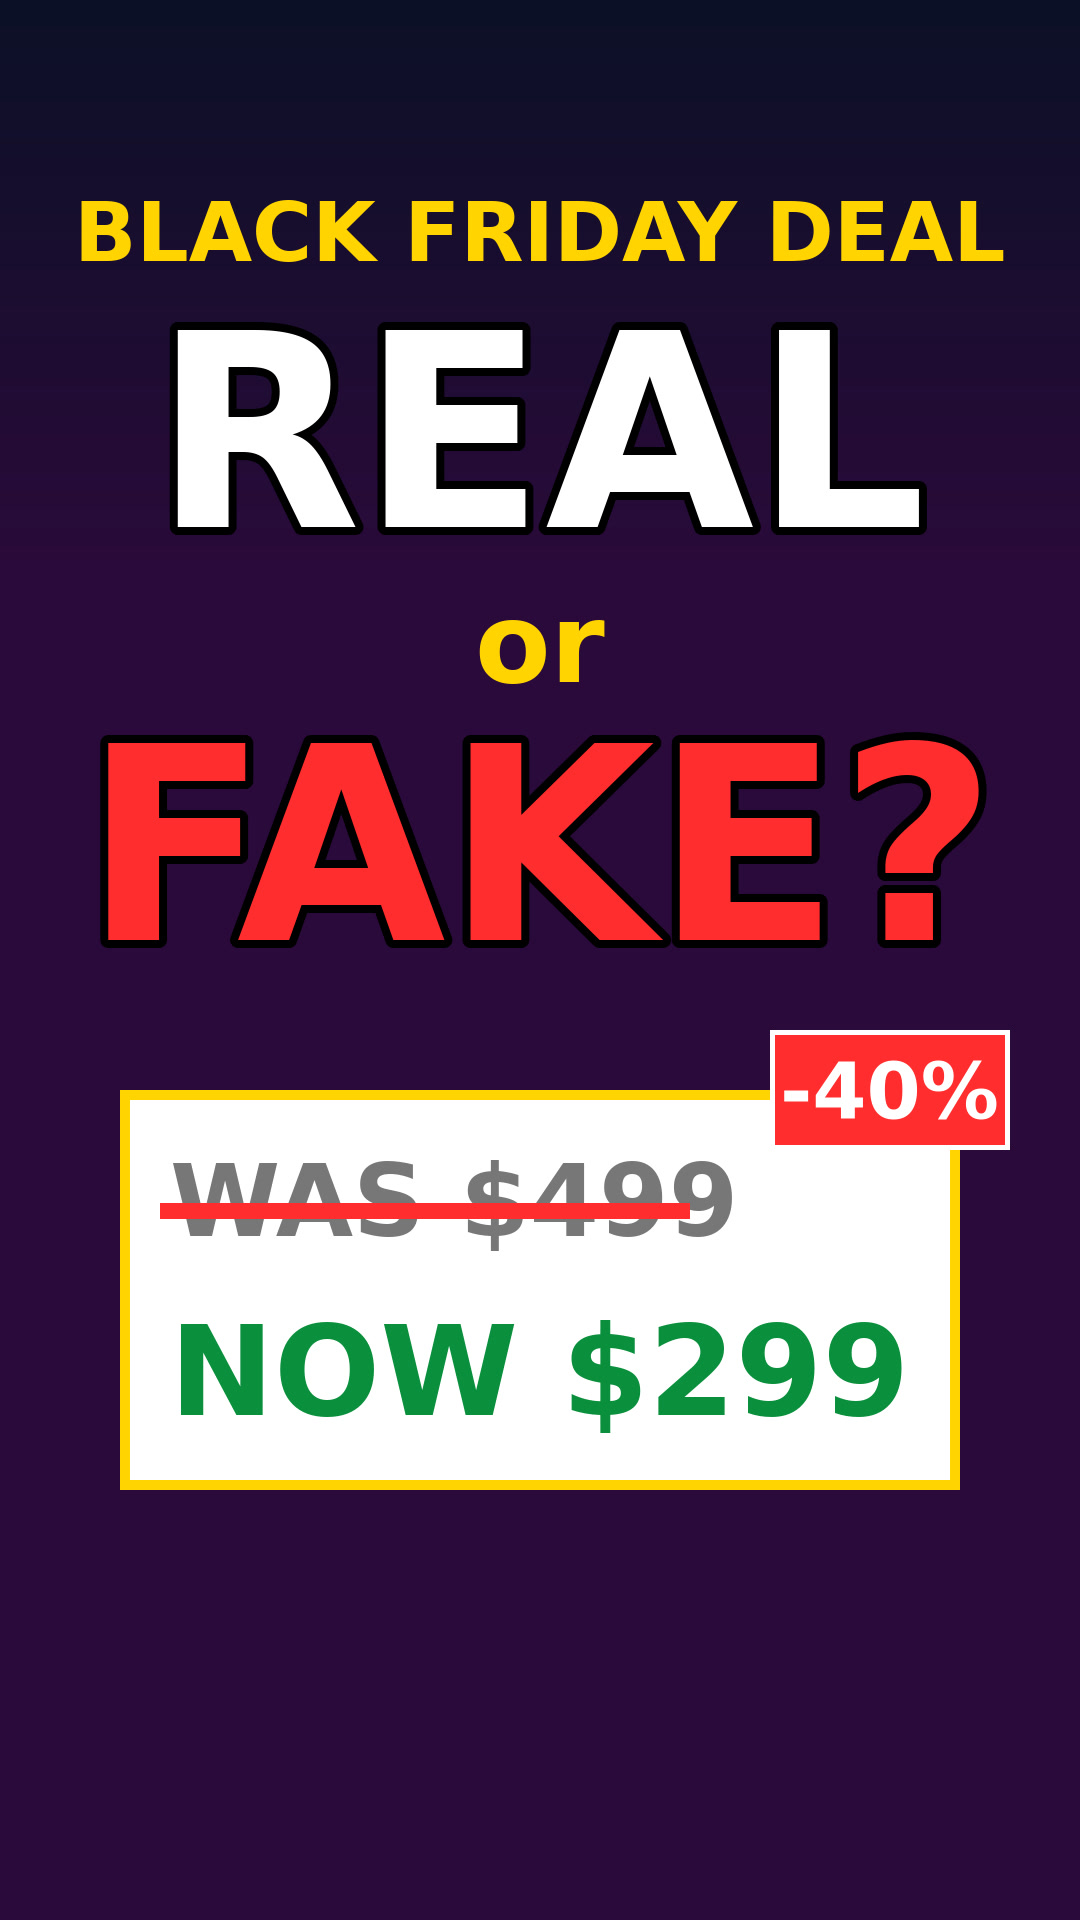 BLACK FRIDAY DEAL
REAL
or
FAKE?
-40%
WAS $499
NOW $299